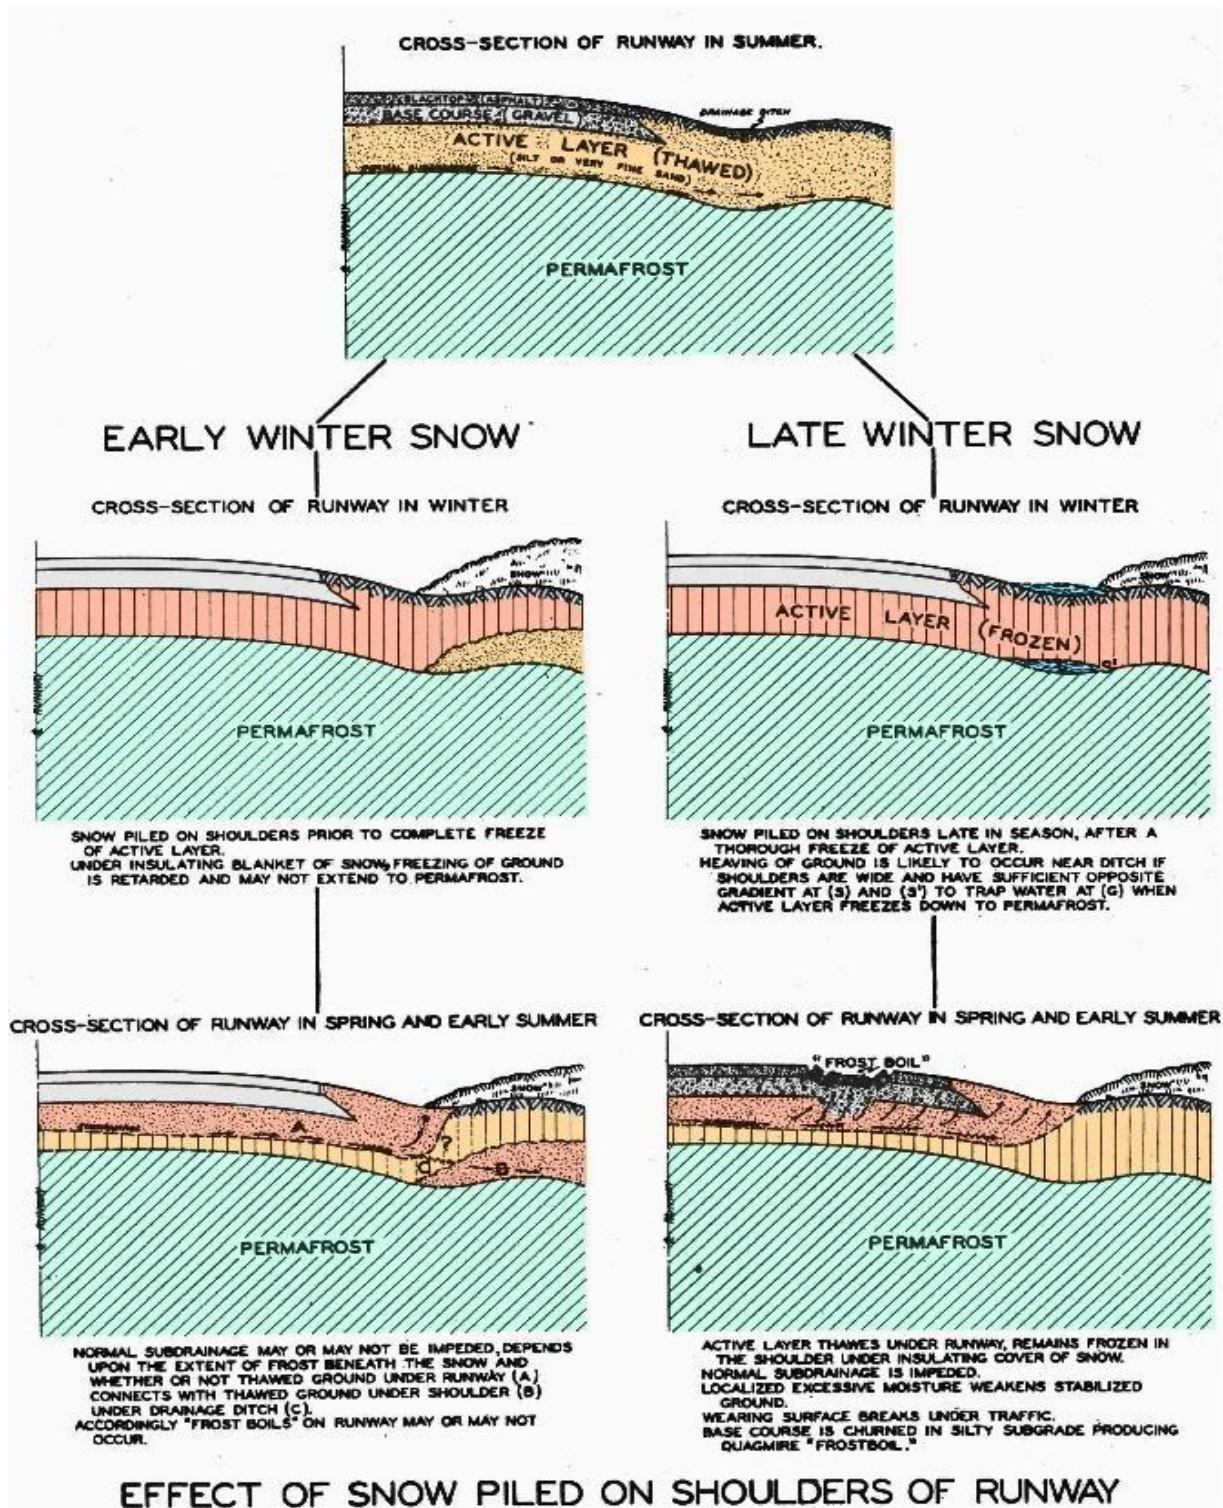 CROSS-SECTION OF RUNWAY IN SUMMER.
BLACKTOP (ASPHALT)
BASE COURSE (GRAVEL)
DRAINAGE DITCH
ACTIVE LAYER (THAWED)
(SILT OR VERY FINE SAND)
RUNWAY
PERMAFROST
EARLY WINTER SNOW
CROSS-SECTION OF RUNWAY IN WINTER
SNOW
RUNWAY
PERMAFROST
SNOW PILED ON SHOULDERS PRIOR TO COMPLETE FREEZE
OF ACTIVE LAYER.
UNDER INSULATING BLANKET OF SNOW, FREEZING OF GROUND
IS RETARDED AND MAY NOT EXTEND TO PERMAFROST.
CROSS-SECTION OF RUNWAY IN SPRING AND EARLY SUMMER
SNOW
A
?
C
B
RUNWAY
PERMAFROST
NORMAL SUBDRAINAGE MAY OR MAY NOT BE IMPEDED, DEPENDS
UPON THE EXTENT OF FROST BENEATH THE SNOW AND
WHETHER OR NOT THAWED GROUND UNDER RUNWAY (A)
CONNECTS WITH THAWED GROUND UNDER SHOULDER (B)
UNDER DRAINAGE DITCH (C).
ACCORDINGLY "FROST BOILS" ON RUNWAY MAY OR MAY NOT
OCCUR.
LATE WINTER SNOW
CROSS-SECTION OF RUNWAY IN WINTER
SNOW
ACTIVE LAYER (FROZEN)
S'
RUNWAY
PERMAFROST
SNOW PILED ON SHOULDERS LATE IN SEASON, AFTER A
THOROUGH FREEZE OF ACTIVE LAYER.
HEAVING OF GROUND IS LIKELY TO OCCUR NEAR DITCH IF
SHOULDERS ARE WIDE AND HAVE SUFFICIENT OPPOSITE
GRADIENT AT (S) AND (S') TO TRAP WATER AT (G) WHEN
ACTIVE LAYER FREEZES DOWN TO PERMAFROST.
CROSS-SECTION OF RUNWAY IN SPRING AND EARLY SUMMER
"FROST BOIL"
SNOW
RUNWAY
PERMAFROST
ACTIVE LAYER THAWES UNDER RUNWAY, REMAINS FROZEN IN
THE SHOULDER UNDER INSULATING COVER OF SNOW.
NORMAL SUBDRAINAGE IS IMPEDED.
LOCALIZED EXCESSIVE MOISTURE WEAKENS STABILIZED
GROUND.
WEARING SURFACE BREAKS UNDER TRAFFIC.
BASE COURSE IS CHURNED IN SILTY SUBGRADE PRODUCING
QUAGMIRE "FROSTBOIL."
EFFECT OF SNOW PILED ON SHOULDERS OF RUNWAY